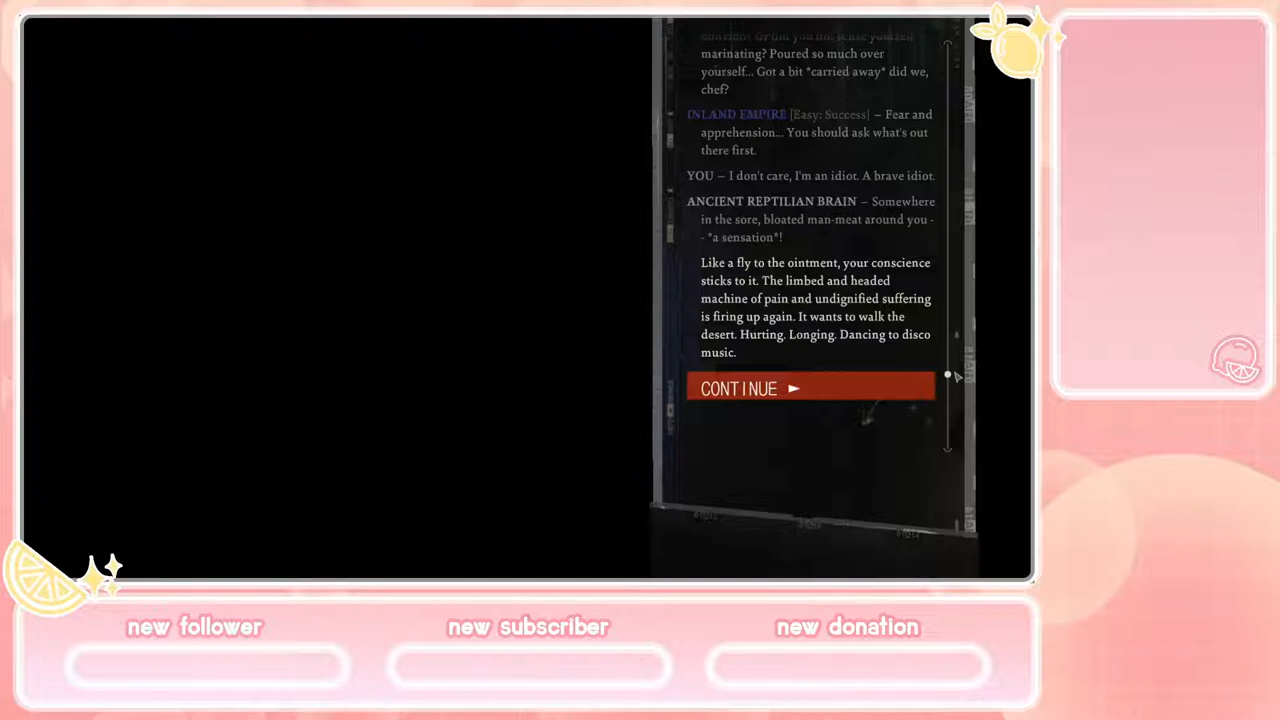 marinating? Poured so much over
yourself... Got a bit *carried away* did we,
chef?
INLAND EMPIRE [Easy: Success] – Fear and
apprehension... You should ask what's out
there first.
YOU – I don't care, I'm an idiot. A brave idiot.
ANCIENT REPTILIAN BRAIN – Somewhere
in the sore, bloated man-meat around you -
- *a sensation*!
Like a fly to the ointment, your conscience
sticks to it. The limbed and headed
machine of pain and undignified suffering
is firing up again. It wants to walk the
desert. Hurting. Longing. Dancing to disco
music.
CONTINUE ►
new follower
new subscriber
new donation